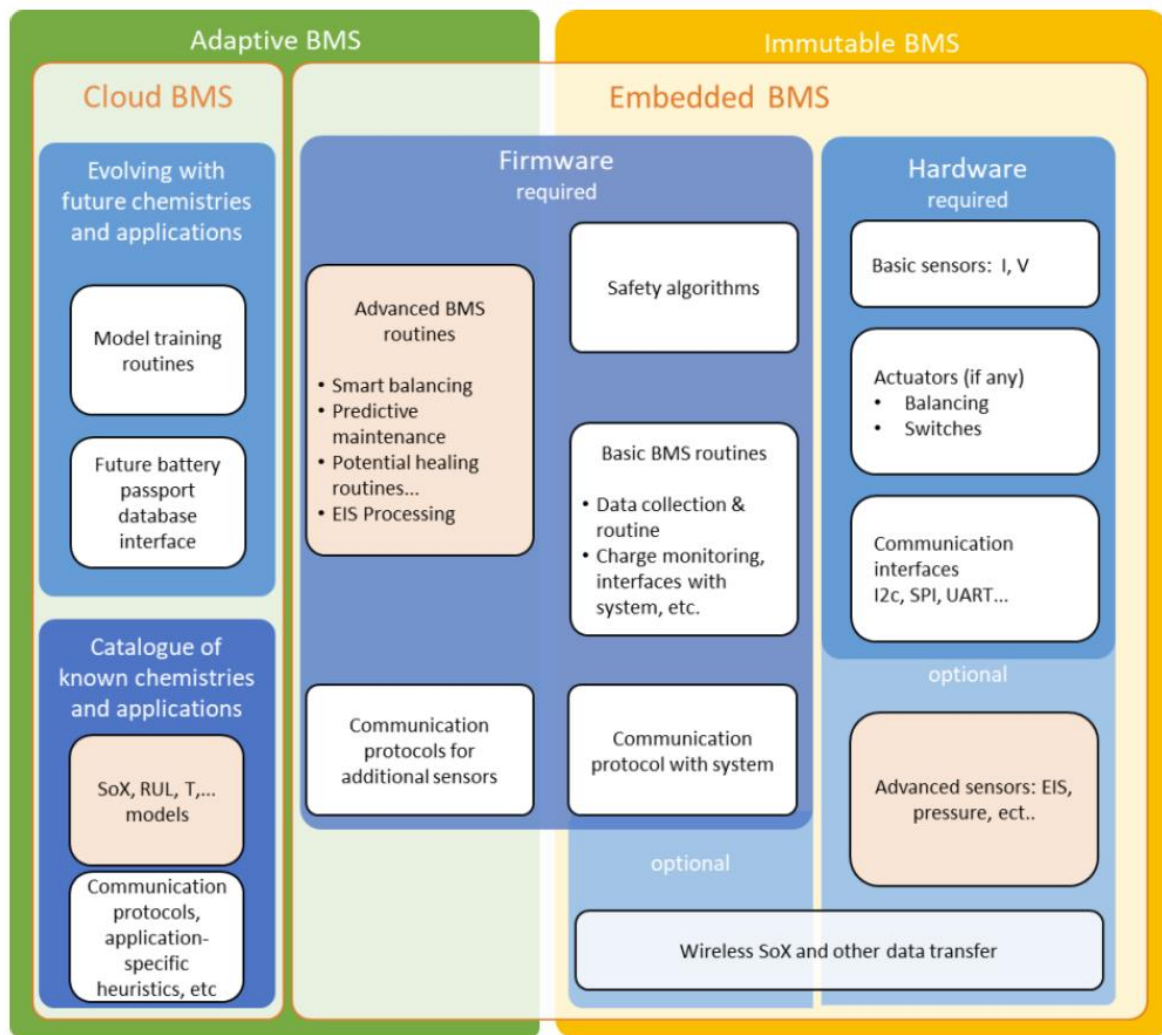 Adaptive BMS
Immutable BMS
Cloud BMS
Embedded BMS
Evolving with
future chemistries
and applications
Model training
routines
Future battery
passport
database
interface
Catalogue of
known chemistries
and applications
SoX, RUL, T,...
models
Communication
protocols,
application-
specific
heuristics, etc
Firmware
required
Advanced BMS
routines
• Smart balancing
• Predictive
maintenance
• Potential healing
routines...
• EIS Processing
Communication
protocols for
additional sensors
Safety algorithms
Basic BMS routines
• Data collection &
routine
• Charge monitoring,
interfaces with
system, etc.
Communication
protocol with system
optional
Hardware
required
Basic sensors: I, V
Actuators (if any)
• Balancing
• Switches
Communication
interfaces
I2c, SPI, UART...
optional
Advanced sensors: EIS,
pressure, ect..
Wireless SoX and other data transfer